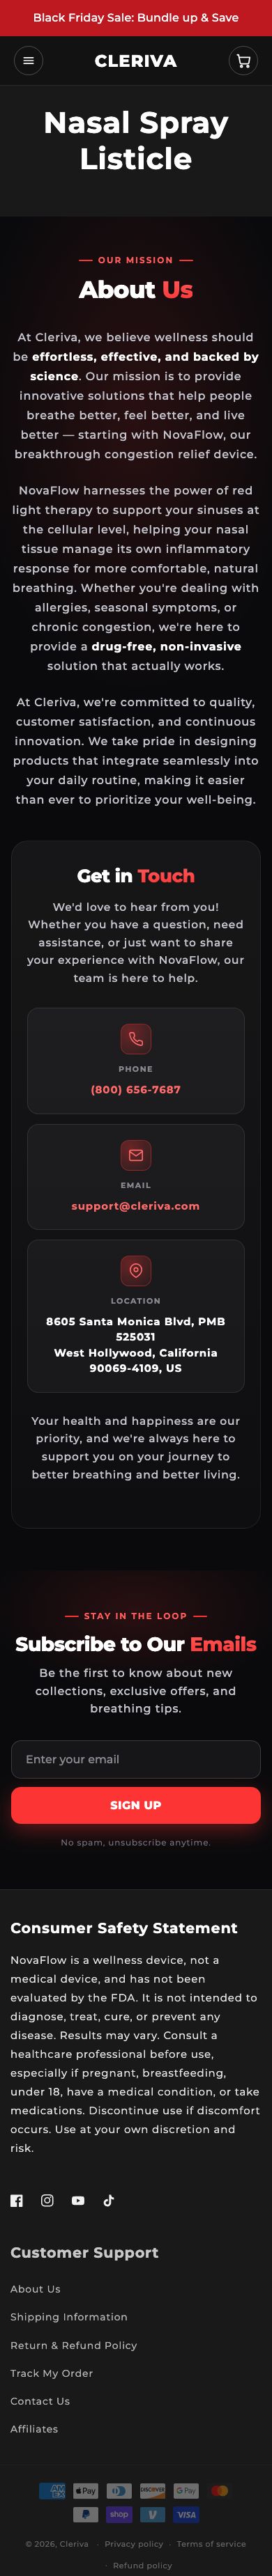 Black Friday Sale: Bundle up & Save
CLERIVA
Nasal Spray
Listicle
OUR MISSION
About Us
At Cleriva, we believe wellness should
be effortless, effective, and backed by
science. Our mission is to provide
innovative solutions that help people
breathe better, feel better, and live
better — starting with NovaFlow, our
breakthrough congestion relief device.
NovaFlow harnesses the power of red
light therapy to support your sinuses at
the cellular level, helping your nasal
tissue manage its own inflammatory
response for more comfortable, natural
breathing. Whether you're dealing with
allergies, seasonal symptoms, or
chronic congestion, we're here to
provide a drug-free, non-invasive
solution that actually works.
At Cleriva, we're committed to quality,
customer satisfaction, and continuous
innovation. We take pride in designing
products that integrate seamlessly into
your daily routine, making it easier
than ever to prioritize your well-being.
Get in Touch
We'd love to hear from you!
Whether you have a question, need
assistance, or just want to share
your experience with NovaFlow, our
team is here to help.
PHONE
(800) 656-7687
EMAIL
support@cleriva.com
LOCATION
8605 Santa Monica Blvd, PMB
525031
West Hollywood, California
90069-4109, US
Your health and happiness are our
priority, and we're always here to
support you on your journey to
better breathing and better living.
STAY IN THE LOOP
Subscribe to Our Emails
Be the first to know about new
collections, exclusive offers, and
breathing tips.
Enter your email
SIGN UP
No spam, unsubscribe anytime.
Consumer Safety Statement
NovaFlow is a wellness device, not a
medical device, and has not been
evaluated by the FDA. It is not intended to
diagnose, treat, cure, or prevent any
disease. Results may vary. Consult a
healthcare professional before use,
especially if pregnant, breastfeeding,
under 18, have a medical condition, or take
medications. Discontinue use if discomfort
occurs. Use at your own discretion and
risk.
Customer Support
About Us
Shipping Information
Return & Refund Policy
Track My Order
Contact Us
Affiliates
AM EX Pay DISCOVER G Pay
shop VISA
© 2026, Cleriva · Privacy policy · Terms of service
· Refund policy